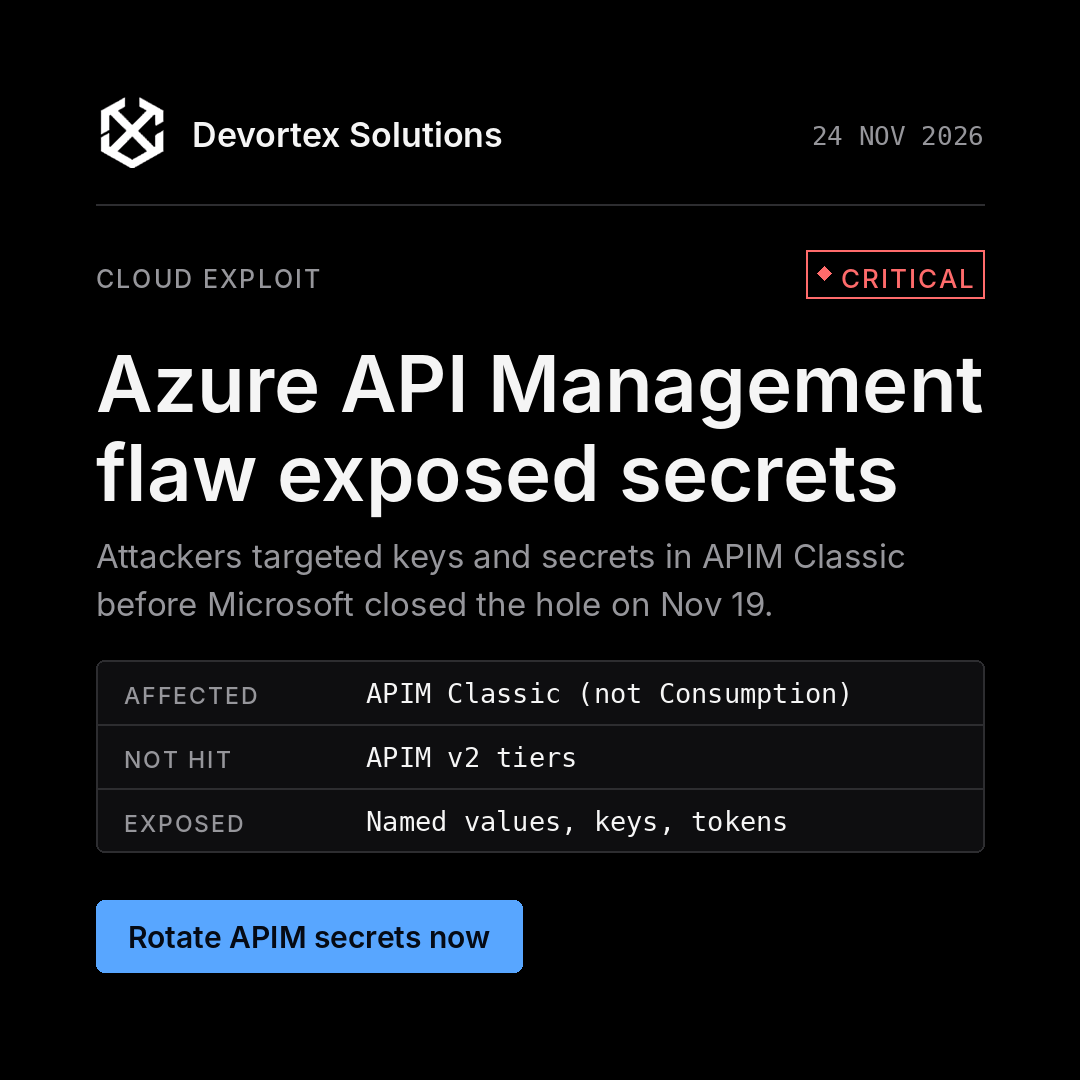 Devortex Solutions
24 NOV 2026
CLOUD EXPLOIT
CRITICAL
Azure API Management
flaw exposed secrets
Attackers targeted keys and secrets in APIM Classic
before Microsoft closed the hole on Nov 19.
AFFECTED APIM Classic (not Consumption)
NOT HIT APIM v2 tiers
EXPOSED Named values, keys, tokens
Rotate APIM secrets now